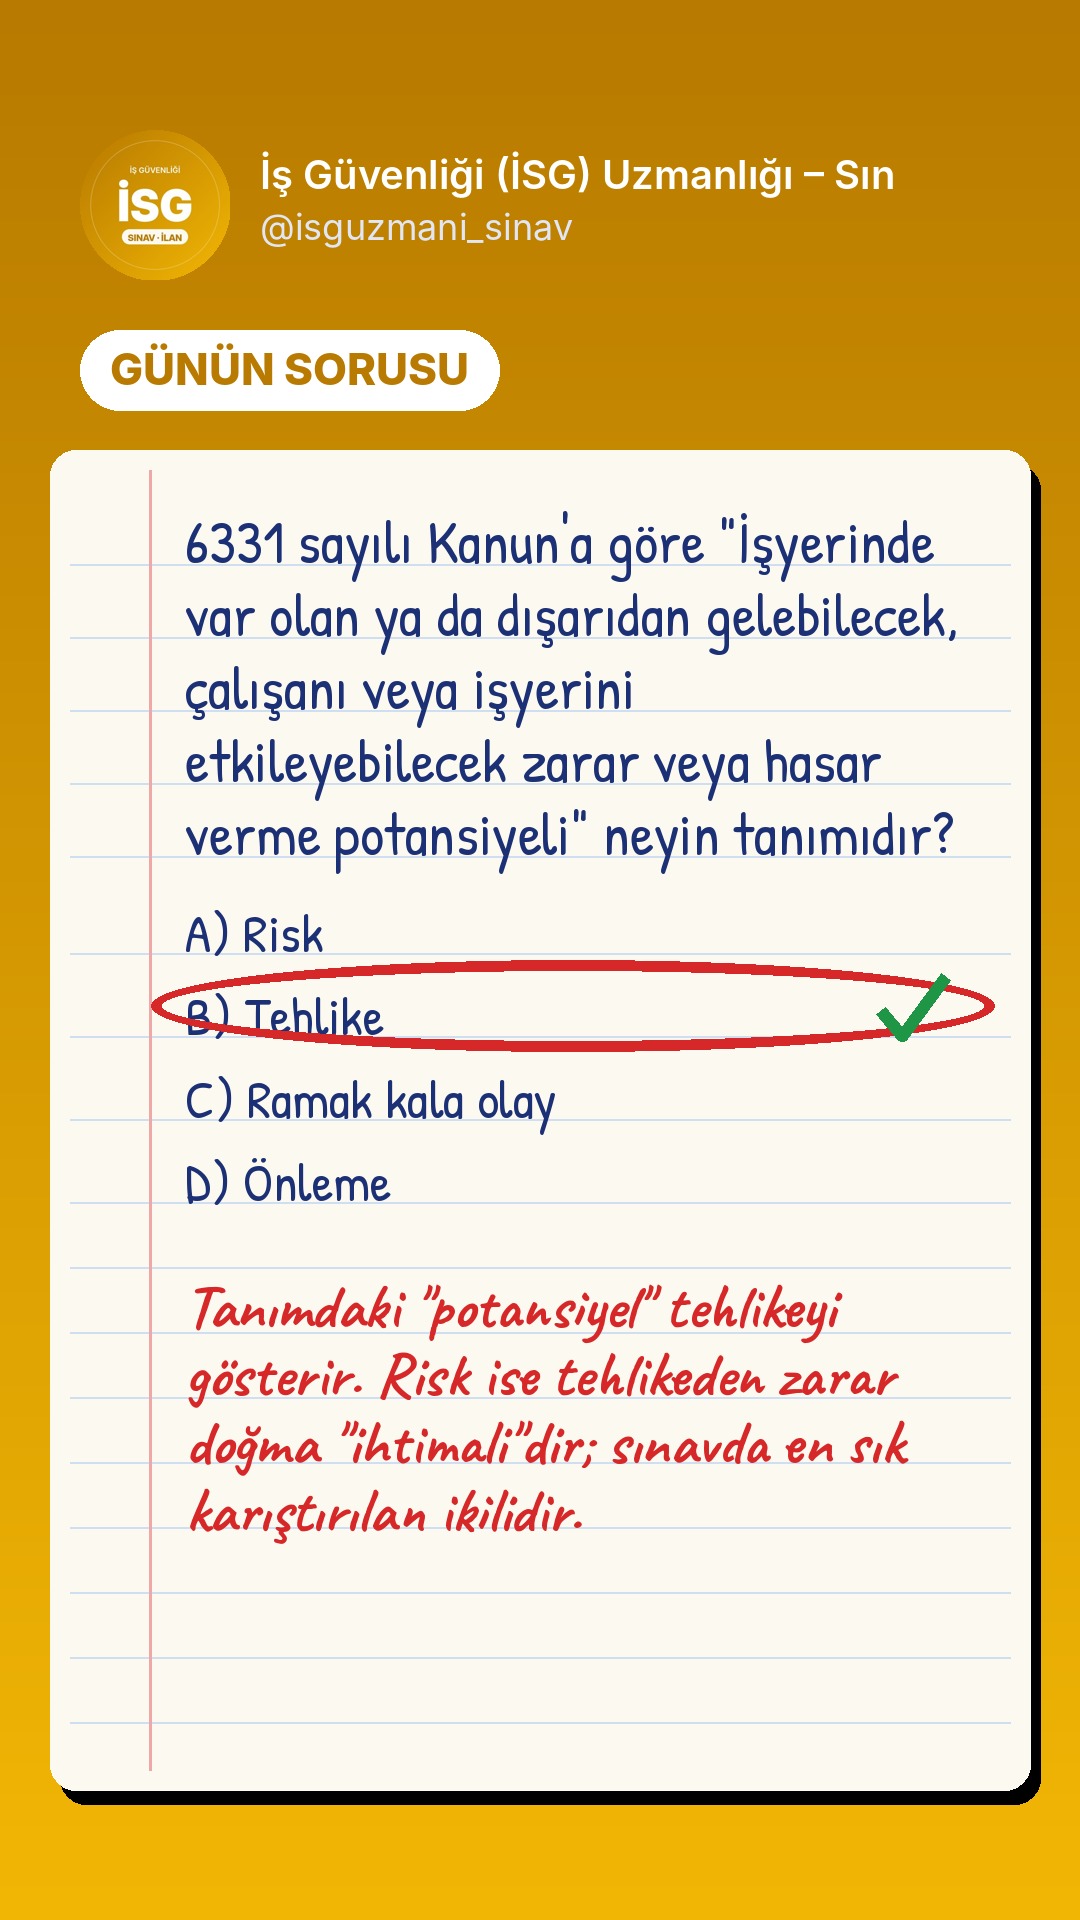 İŞ GÜVENLİĞİ
İSG
SINAV · İLAN
İş Güvenliği (İSG) Uzmanlığı – Sın
@isguzmani_sinav
GÜNÜN SORUSU
6331 sayılı Kanun'a göre "İşyerinde
var olan ya da dışarıdan gelebilecek,
çalışanı veya işyerini
etkileyebilecek zarar veya hasar
verme potansiyeli" neyin tanımıdır?
A) Risk
B) Tehlike
C) Ramak kala olay
D) Önleme
Tanımdaki "potansiyel" tehlikeyi
gösterir. Risk ise tehlikeden zarar
doğma "ihtimali"dir; sınavda en sık
karıştırılan ikilidir.